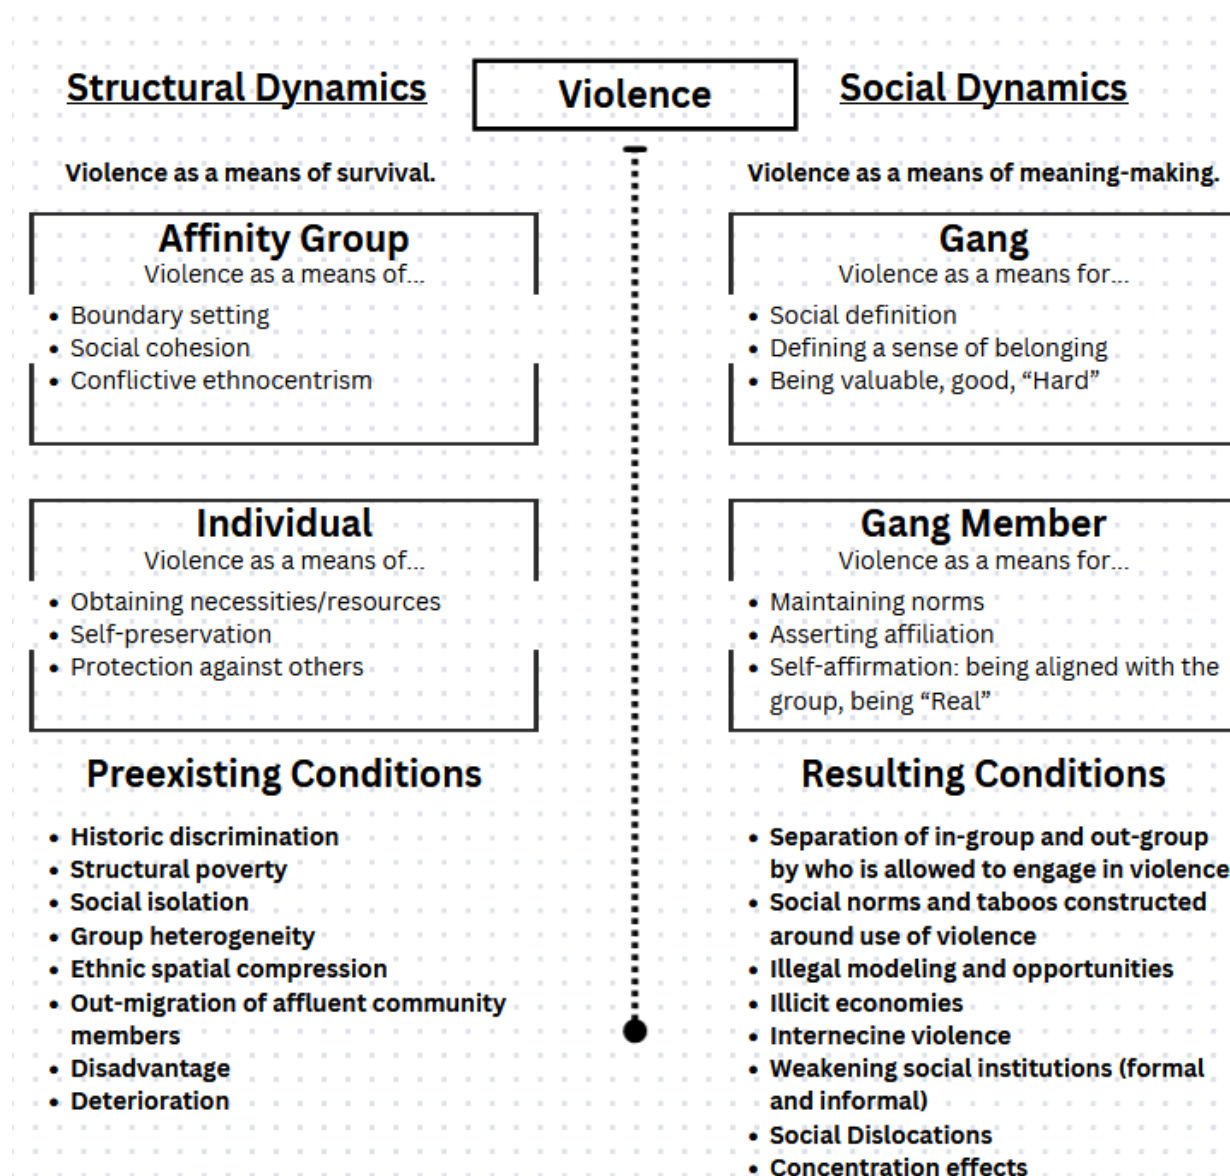 Structural Dynamics
Violence
Social Dynamics
Violence as a means of survival.
Affinity Group
Violence as a means of...
• Boundary setting
• Social cohesion
• Conflictive ethnocentrism
Individual
Violence as a means of...
• Obtaining necessities/resources
• Self-preservation
• Protection against others
Preexisting Conditions
• Historic discrimination
• Structural poverty
• Social isolation
• Group heterogeneity
• Ethnic spatial compression
• Out-migration of affluent community
members
• Disadvantage
• Deterioration
Violence as a means of meaning-making.
Gang
Violence as a means for...
• Social definition
• Defining a sense of belonging
• Being valuable, good, “Hard”
Gang Member
Violence as a means for...
• Maintaining norms
• Asserting affiliation
• Self-affirmation: being aligned with the
group, being “Real”
Resulting Conditions
• Separation of in-group and out-group
by who is allowed to engage in violence
• Social norms and taboos constructed
around use of violence
• Illegal modeling and opportunities
• Illicit economies
• Internecine violence
• Weakening social institutions (formal
and informal)
• Social Dislocations
• Concentration effects